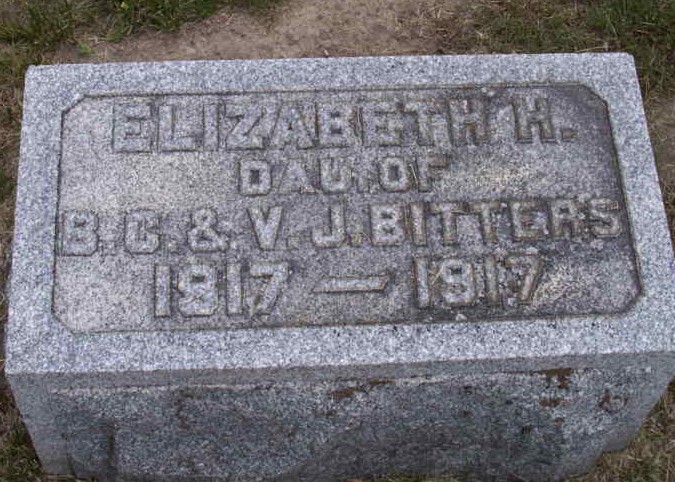 ELIZABETH H.
DAU. OF
B. C. & V. J. BITTERS
1917 — 1917